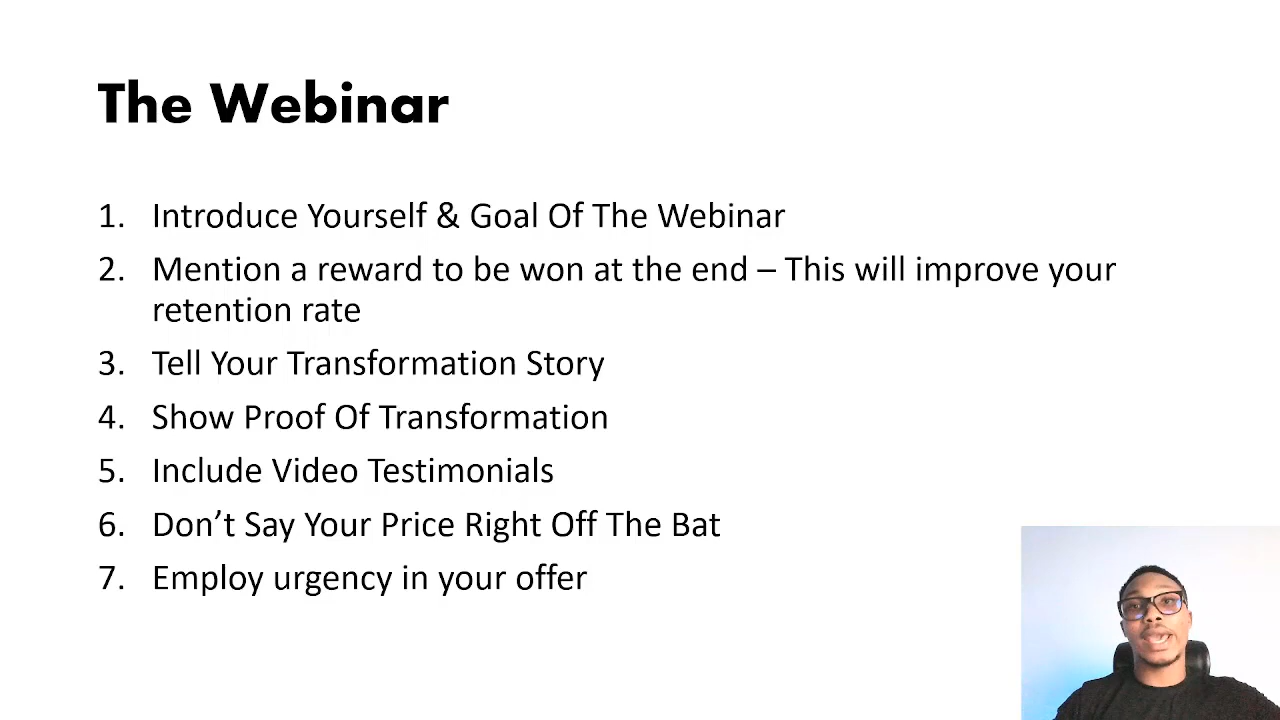 The Webinar
1. Introduce Yourself & Goal Of The Webinar
2. Mention a reward to be won at the end – This will improve your
retention rate
3. Tell Your Transformation Story
4. Show Proof Of Transformation
5. Include Video Testimonials
6. Don’t Say Your Price Right Off The Bat
7. Employ urgency in your offer